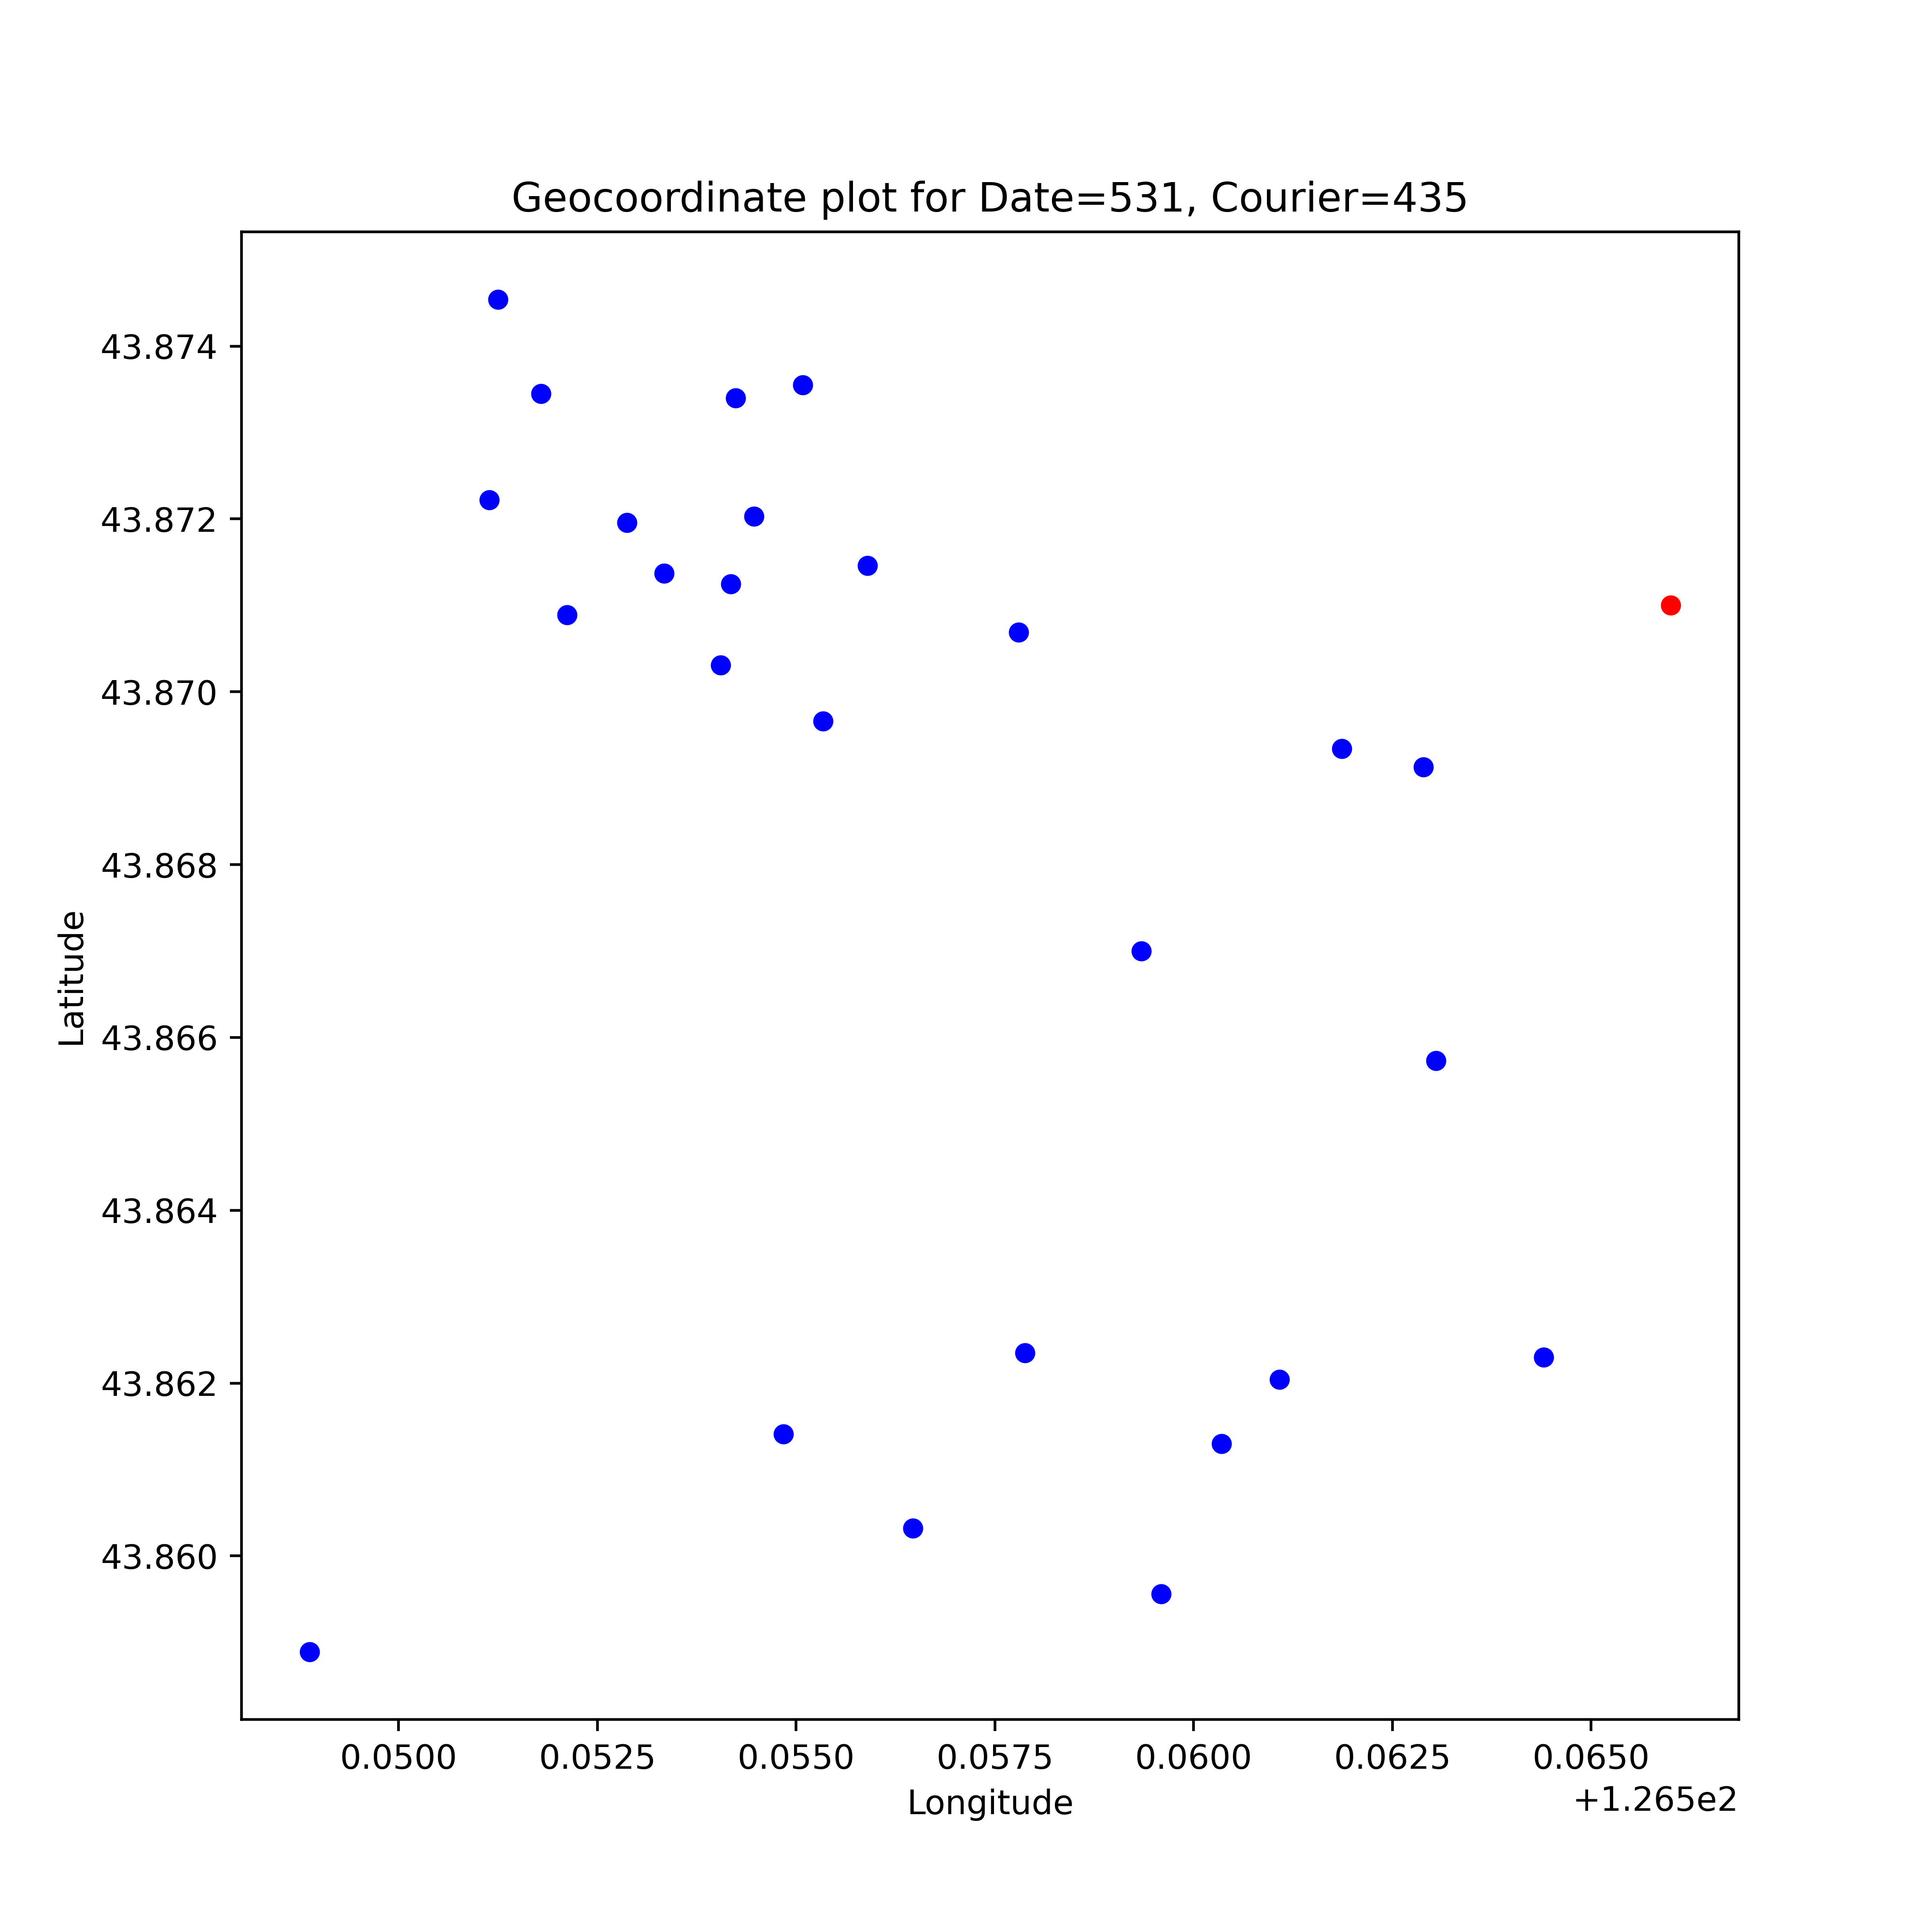 Geocoordinate plot for Date=531, Courier=435
43.874
43.872
43.870
43.868
43.866
43.864
43.862
43.860
Latitude
0.0500 0.0525 0.0550 0.0575 0.0600 0.0625 0.0650
+1.265e2
Longitude